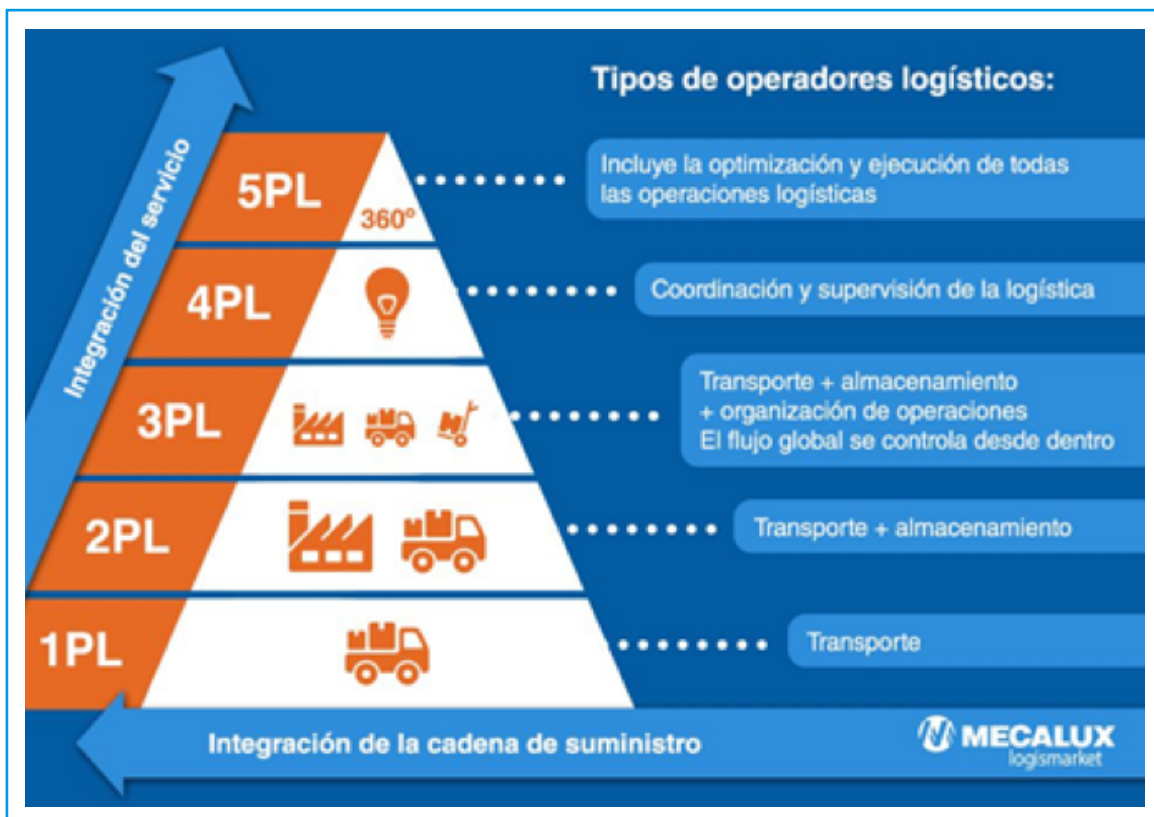 Tipos de operadores logísticos:
Integración del servicio
5PL
360º
Incluye la optimización y ejecución de todas
las operaciones logísticas
4PL
Coordinación y supervisión de la logística
3PL
Transporte + almacenamiento
+ organización de operaciones
El flujo global se controla desde dentro
2PL
Transporte + almacenamiento
1PL
Transporte
Integración de la cadena de suministro
MECALUX
logismarket